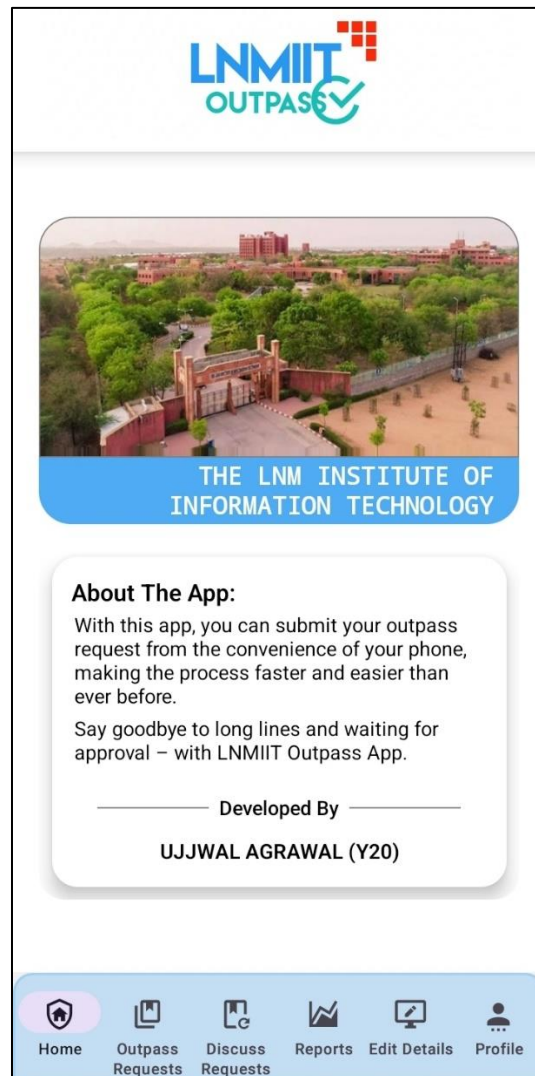 LNMIIT
OUTPASS
THE LNM INSTITUTE OF
INFORMATION TECHNOLOGY
About The App:
With this app, you can submit your outpass
request from the convenience of your phone,
making the process faster and easier than
ever before.
Say goodbye to long lines and waiting for
approval – with LNMIIT Outpass App.
Developed By
UJJWAL AGRAWAL (Y20)
Home
Outpass
Requests
Discuss
Requests
Reports
Edit Details
Profile